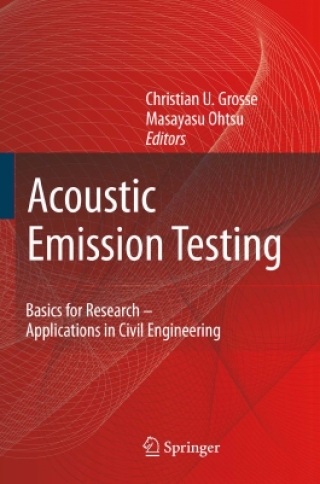 Christian U. Grosse
Masayasu Ohtsu
Editors
Acoustic
Emission Testing
Basics for Research –
Applications in Civil Engineering
Springer